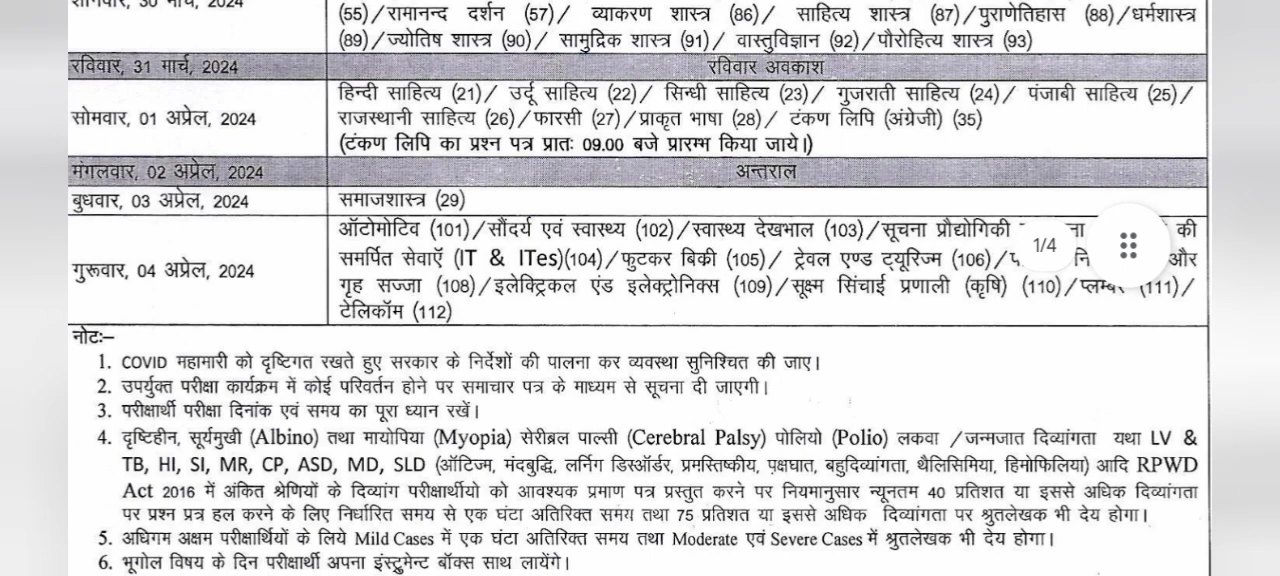 शनिवार, 30 मार्च, 2024
(55)/रामानन्द दर्शन (57)/ व्याकरण शास्त्र (86)/ साहित्य शास्त्र (87)/पुराणेतिहास (88)/धर्मशास्त्र
(89)/ज्योतिष शास्त्र (90)/ सामुद्रिक शास्त्र (91)/ वास्तुविज्ञान (92)/पौरोहित्य शास्त्र (93)
रविवार, 31 मार्च, 2024 रविवार अवकाश
हिन्दी साहित्य (21)/ उर्दू साहित्य (22)/ सिन्धी साहित्य (23)/ गुजराती साहित्य (24)/ पंजाबी साहित्य (25)/
सोमवार, 01 अप्रेल, 2024 राजस्थानी साहित्य (26)/फारसी (27)/प्राकृत भाषा (28)/ टंकण लिपि (अंग्रेजी) (35)
(टंकण लिपि का प्रश्न पत्र प्रातः 09.00 बजे प्रारम्भ किया जाये।)
मंगलवार, 02 अप्रेल, 2024 अन्तराल
बुधवार, 03 अप्रेल, 2024 समाजशास्त्र (29)
ऑटोमोटिव (101)/सौंदर्य एवं स्वास्थ्य (102)/स्वास्थ्य देखभाल (103)/सूचना प्रौद्योगिकी की
1/4
समर्पित सेवाऍ (IT & ITes)(104)/फुटकर बिकी (105)/ ट्रेवल एण्ड ट्यूरिज्म (106)/ और
गुरूवार, 04 अप्रेल, 2024 गृह सज्जा (108)/इलेक्ट्रिकल एंड इलेक्ट्रोनिक्स (109)/सूक्ष्म सिंचाई प्रणाली (कृषि) (110)/प्लम्बर (111)/
टेलिकॉम (112)
नोटः–
1. COVID महामारी को दृष्टिगत रखते हुए सरकार के निर्देशों की पालना कर व्यवस्था सुनिश्चित की जाए।
2. उपर्युक्त परीक्षा कार्यक्रम में कोई परिवर्तन होने पर समाचार पत्र के माध्यम से सूचना दी जाएगी।
3. परीक्षार्थी परीक्षा दिनांक एवं समय का पूरा ध्यान रखें।
4. दृष्टिहीन, सूर्यमुखी (Albino) तथा मायोपिया (Myopia) सेरीब्रल पाल्सी (Cerebral Palsy) पोलियो (Polio) लकवा /जन्मजात दिव्यांगता यथा LV &
TB, HI, SI, MR, CP, ASD, MD, SLD (ऑटिज्म, मंदबुद्धि, लर्निग डिस्ऑर्डर, प्रमस्तिष्कीय, पक्षघात, बहुदिव्यांगता, थैलिसिमिया, हिमोफिलिया) आदि RPWD
Act 2016 में अंकित श्रेणियों के दिव्यांग परीक्षार्थीयो को आवश्यक प्रमाण पत्र प्रस्तुत करने पर नियमानुसार न्यूनतम 40 प्रतिशत या इससे अधिक दिव्यांगता
पर प्रश्न प्रत्र हल करने के लिए निर्धारित समय से एक घंटा अतिरिक्त समय तथा 75 प्रतिशत या इससे अधिक दिव्यांगता पर श्रुतलेखक भी देय होगा।
5. अधिगम अक्षम परीक्षार्थियों के लिये Mild Cases में एक घंटा अतिरिक्त समय तथा Moderate एवं Severe Cases में श्रुतलेखक भी देय होगा।
6. भूगोल विषय के दिन परीक्षार्थी अपना इंस्ट्रुमेन्ट बॉक्स साथ लायेंगे।